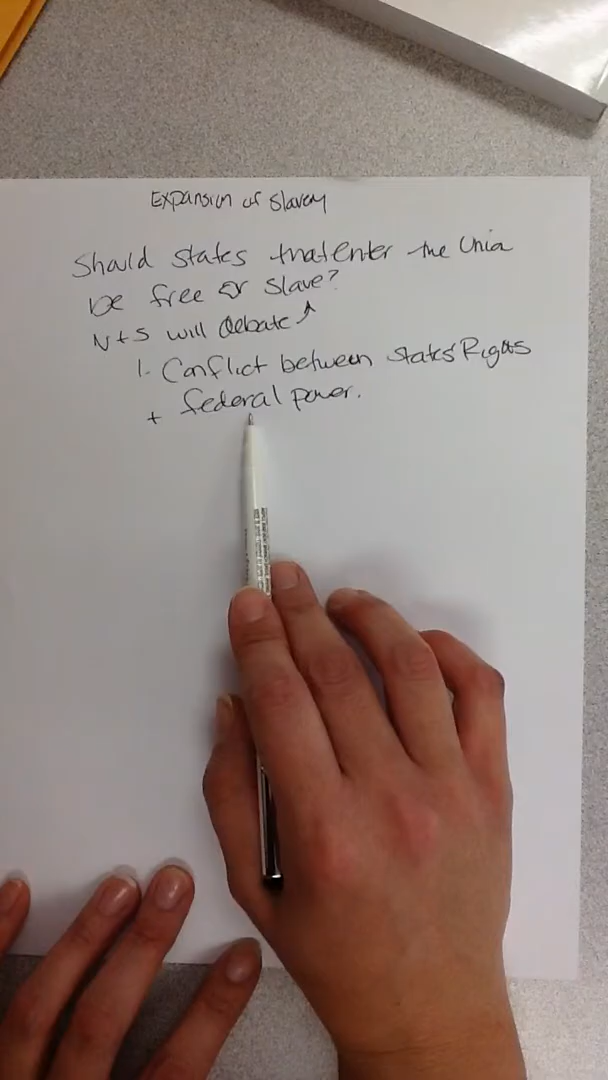 Expansion of Slavery
Should states that enter the Union
be free or slave?
N + S will debate
1. Conflict between states' Rights
+ federal power.